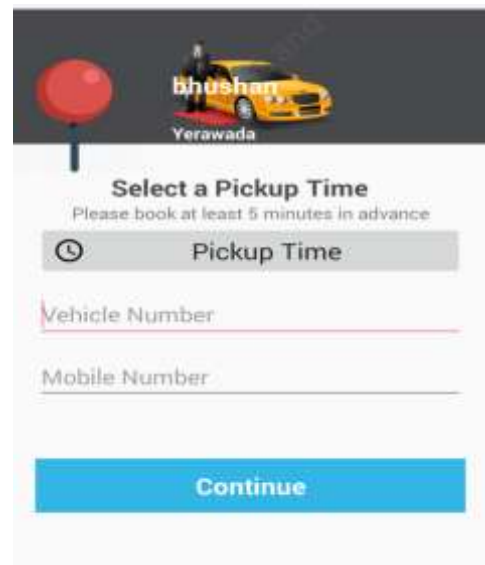 bhushan
Yerawada
Select a Pickup Time
Please book at least 5 minutes in advance
Pickup Time
Vehicle Number
Mobile Number
Continue